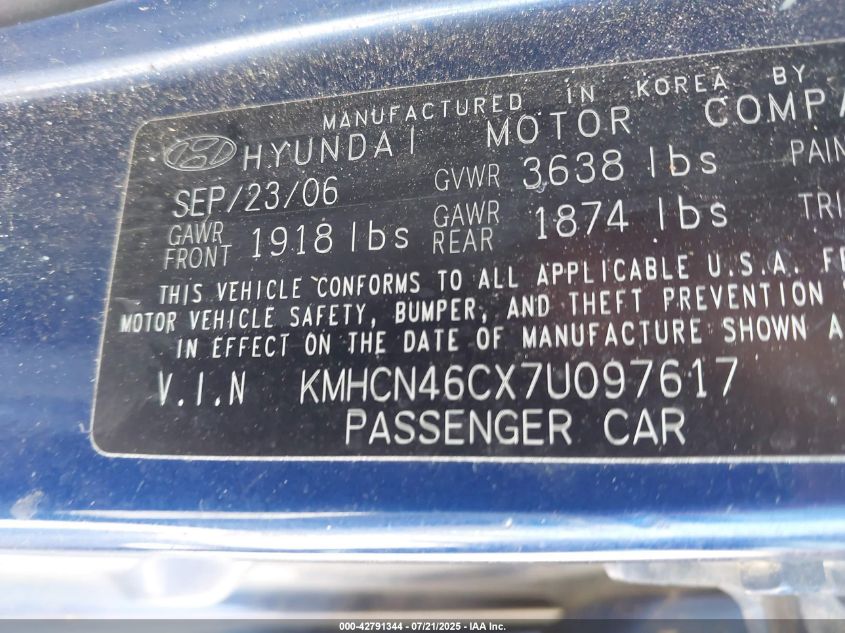 MANUFACTURED IN KOREA BY
HYUNDAI MOTOR COMPA
SEP/23/06 GVWR 3638 lbs PAIN
GAWR FRONT 1918 lbs GAWR REAR 1874 lbs TRI
THIS VEHICLE CONFORMS TO ALL APPLICABLE U.S.A. FE
MOTOR VEHICLE SAFETY, BUMPER, AND THEFT PREVENTION
IN EFFECT ON THE DATE OF MANUFACTURE SHOWN A
V.I.N KMHCN46CX7U097617
PASSENGER CAR
000-42791344 - 07/21/2025 - IAA Inc.